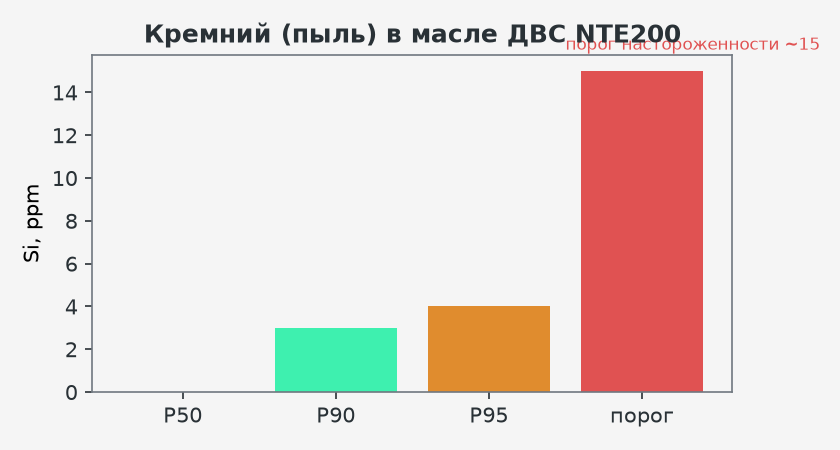 Кремний (пыль) в масле ДВС NTE200
порог настороженности ~15
Si, ppm
14
12
10
8
6
4
2
0
P50
P90
P95
порог